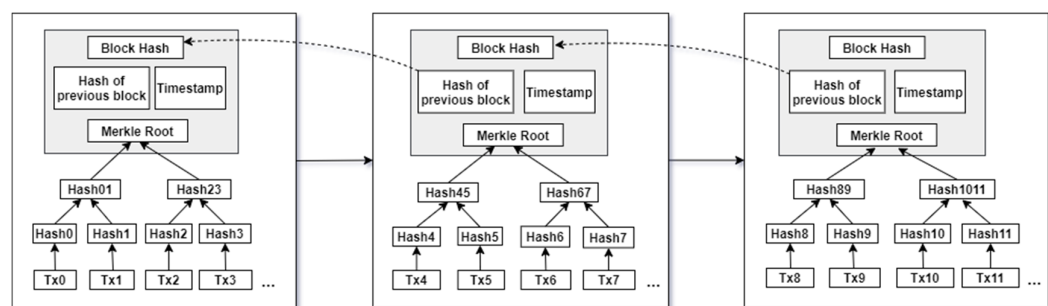 Block Hash
Hash of
previous block
Timestamp
Merkle Root
Hash01
Hash23
Hash0
Hash1
Hash2
Hash3
Tx0
Tx1
Tx2
Tx3
...
Block Hash
Hash of
previous block
Timestamp
Merkle Root
Hash45
Hash67
Hash4
Hash5
Hash6
Hash7
Tx4
Tx5
Tx6
Tx7
...
Block Hash
Hash of
previous block
Timestamp
Merkle Root
Hash89
Hash1011
Hash8
Hash9
Hash10
Hash11
Tx8
Tx9
Tx10
Tx11
...